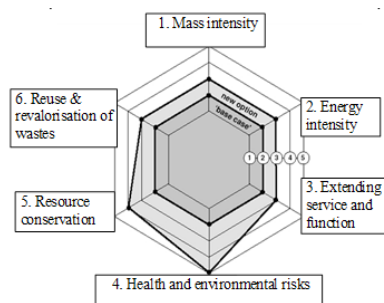 1. Mass intensity
6. Reuse &
revalorisation of
wastes
new option
'base case'
2. Energy
intensity
1 2 3 4 5
5. Resource
conservation
3. Extending
service and
function
4. Health and environmental risks